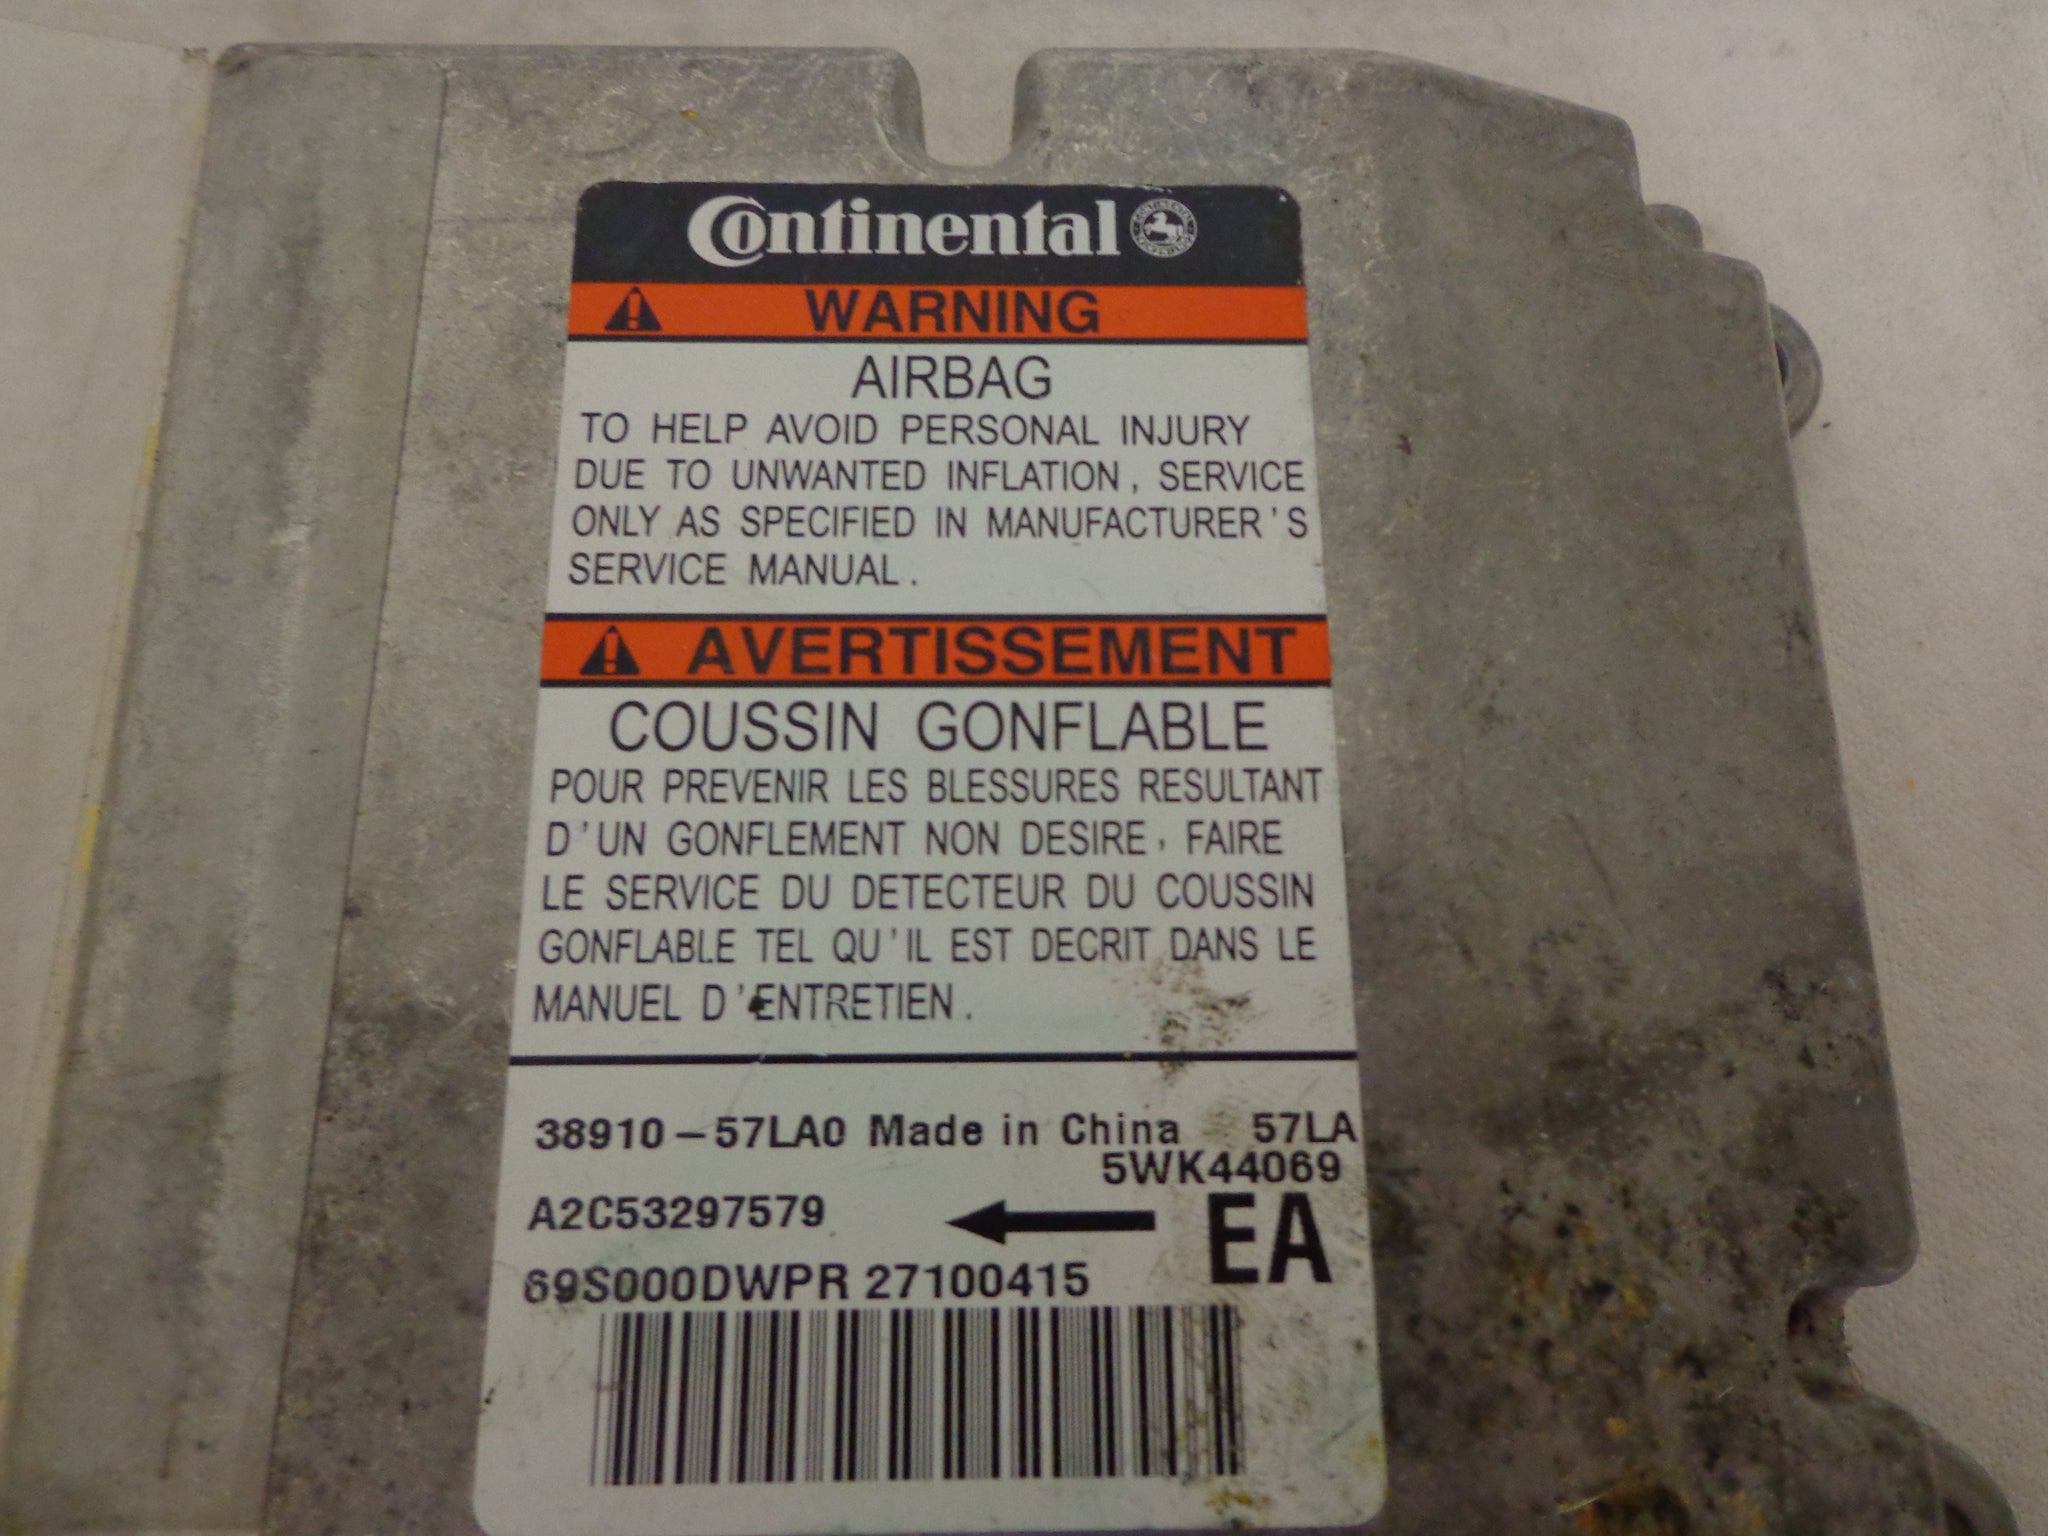 Continental
WARNING
AIRBAG
TO HELP AVOID PERSONAL INJURY
DUE TO UNWANTED INFLATION, SERVICE
ONLY AS SPECIFIED IN MANUFACTURER'S
SERVICE MANUAL.
AVERTISSEMENT
COUSSIN GONFLABLE
POUR PREVENIR LES BLESSURES RESULTANT
D'UN GONFLEMENT NON DESIRE, FAIRE
LE SERVICE DU DETECTEUR DU COUSSIN
GONFLABLE TEL QU'IL EST DECRIT DANS LE
MANUEL D'ENTRETIEN.
38910-57LA0 Made in China 57LA
5WK44069
A2C53297579 EA
69S000DWPR 27100415